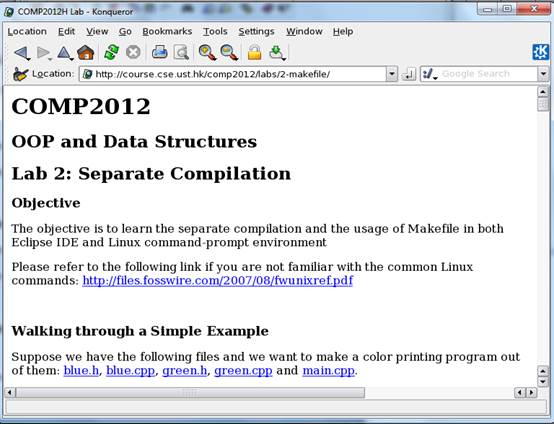 COMP2012H Lab - Konqueror
Location Edit View Go Bookmarks Tools Settings Window Help
Location: http://course.cse.ust.hk/comp2012/labs/2-makefile/ Google Search
COMP2012
OOP and Data Structures
Lab 2: Separate Compilation
Objective
The objective is to learn the separate compilation and the usage of Makefile in both
Eclipse IDE and Linux command-prompt environment
Please refer to the following link if you are not familiar with the common Linux
commands: http://files.fosswire.com/2007/08/fwunixref.pdf
Walking through a Simple Example
Suppose we have the following files and we want to make a color printing program out
of them: blue.h, blue.cpp, green.h, green.cpp and main.cpp.